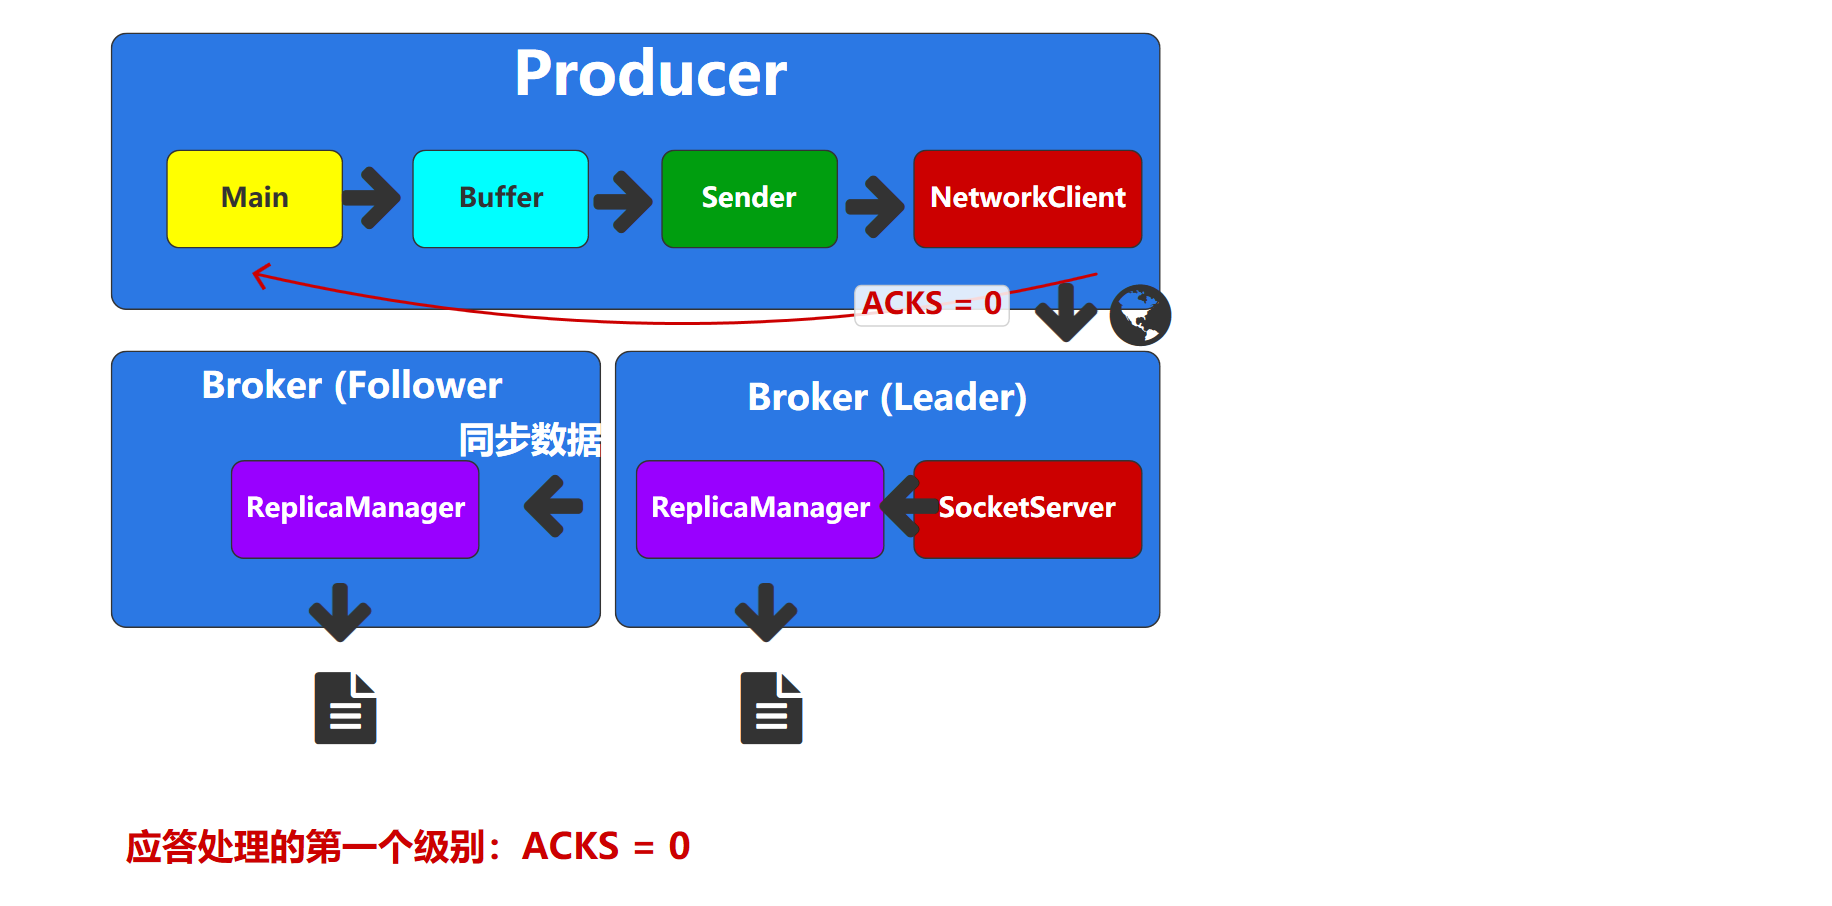 Producer
Main
Buffer
Sender
NetworkClient
ACKS = 0
Broker (Follower
同步数据
ReplicaManager
Broker (Leader)
ReplicaManager
SocketServer
应答处理的第一个级别：ACKS = 0